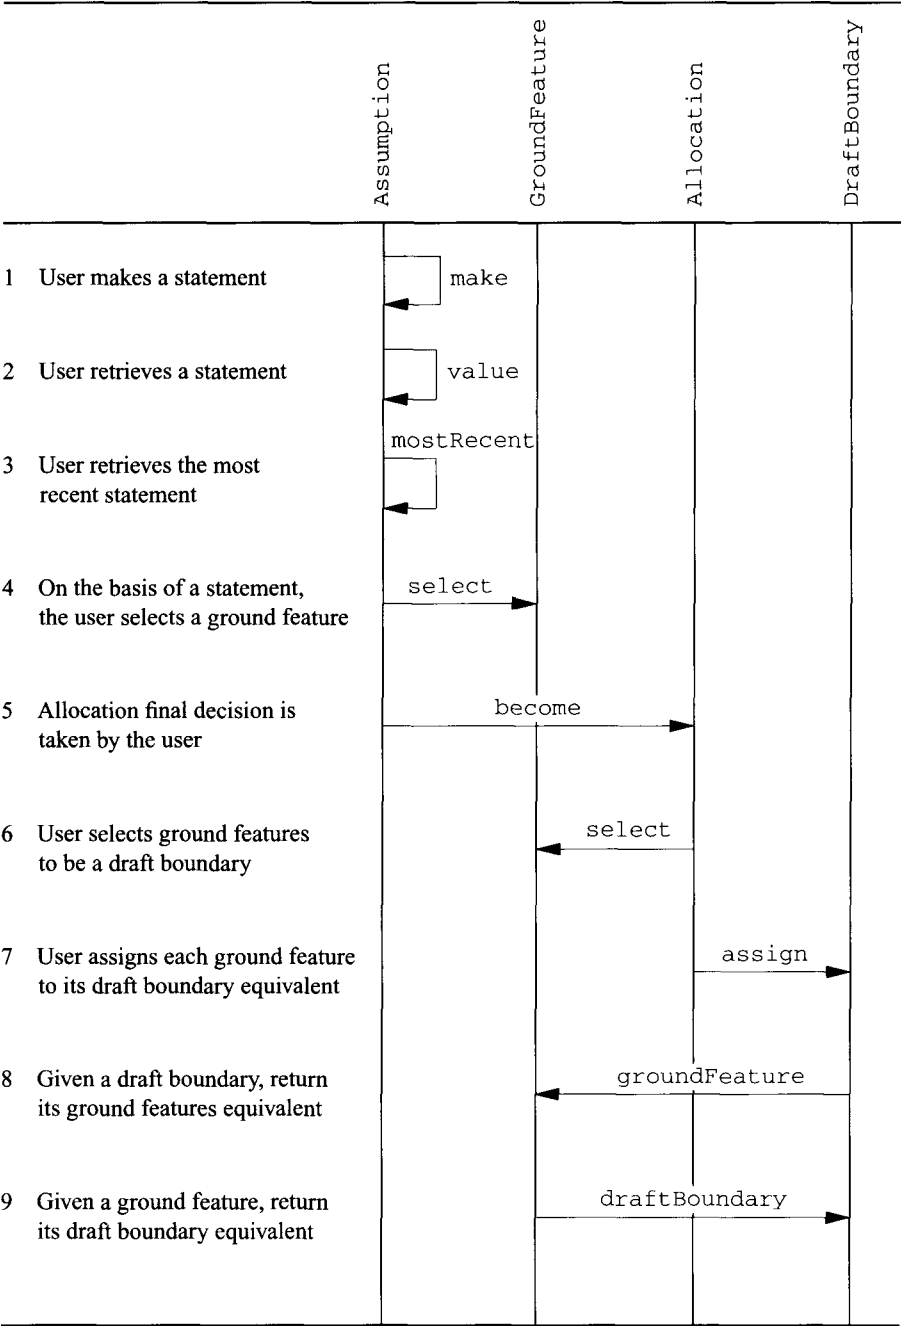 Assumption
GroundFeature
Allocation
DraftBoundary
1 User makes a statement
make
2 User retrieves a statement
value
mostRecent
3 User retrieves the most
recent statement
4 On the basis of a statement,
the user selects a ground feature
select
5 Allocation final decision is
taken by the user
become
6 User selects ground features
to be a draft boundary
select
7 User assigns each ground feature
to its draft boundary equivalent
assign
8 Given a draft boundary, return
its ground features equivalent
groundFeature
9 Given a ground feature, return
its draft boundary equivalent
draftBoundary